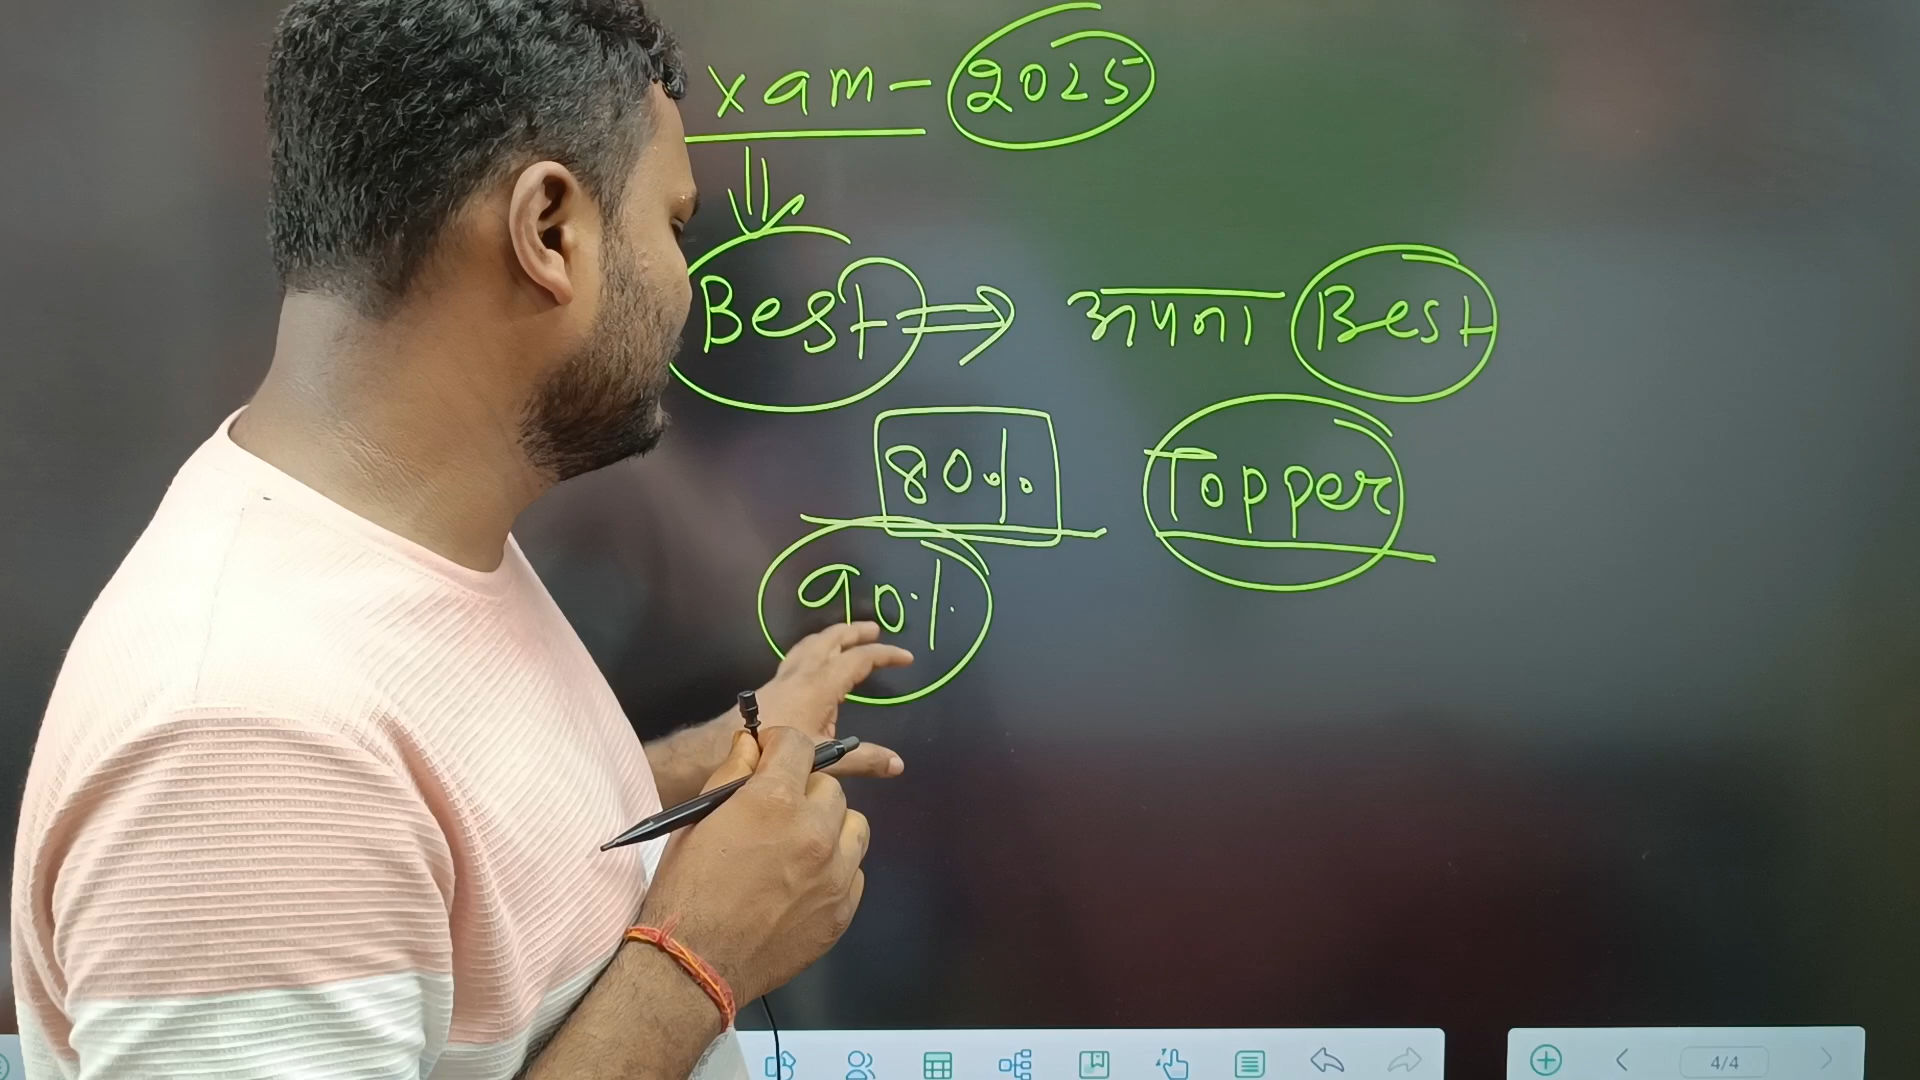 xam - 2025
Best → अपना Best
80% Topper
90%
4/4